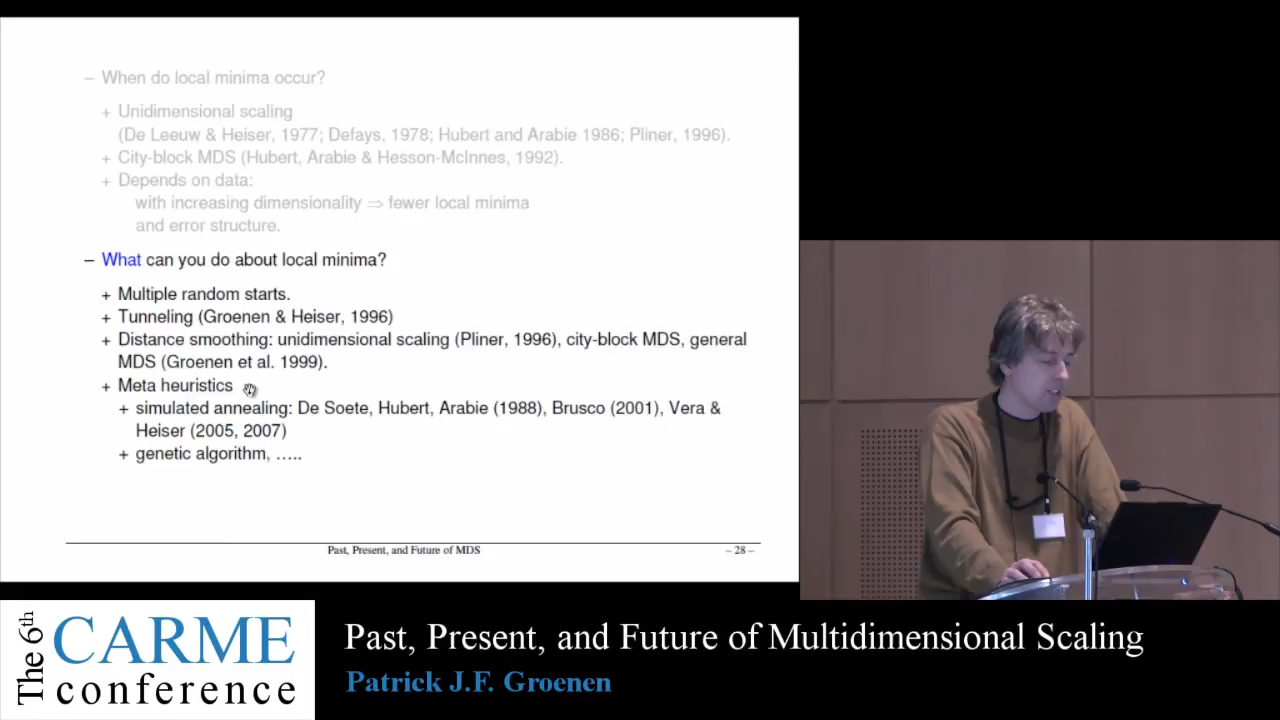 – When do local minima occur?
+ Unidimensional scaling
(De Leeuw & Heiser, 1977; Defays, 1978; Hubert and Arabie 1986; Pliner, 1996).
+ City-block MDS (Hubert, Arabie & Hesson-McInnes, 1992).
+ Depends on data:
with increasing dimensionality ⇒ fewer local minima
and error structure.
– What can you do about local minima?
+ Multiple random starts.
+ Tunneling (Groenen & Heiser, 1996)
+ Distance smoothing: unidimensional scaling (Pliner, 1996), city-block MDS, general
MDS (Groenen et al. 1999).
+ Meta heuristics
+ simulated annealing: De Soete, Hubert, Arabie (1988), Brusco (2001), Vera &
Heiser (2005, 2007)
+ genetic algorithm, …..
Past, Present, and Future of MDS – 28 –
The 6th CARME
conference
Past, Present, and Future of Multidimensional Scaling
Patrick J.F. Groenen